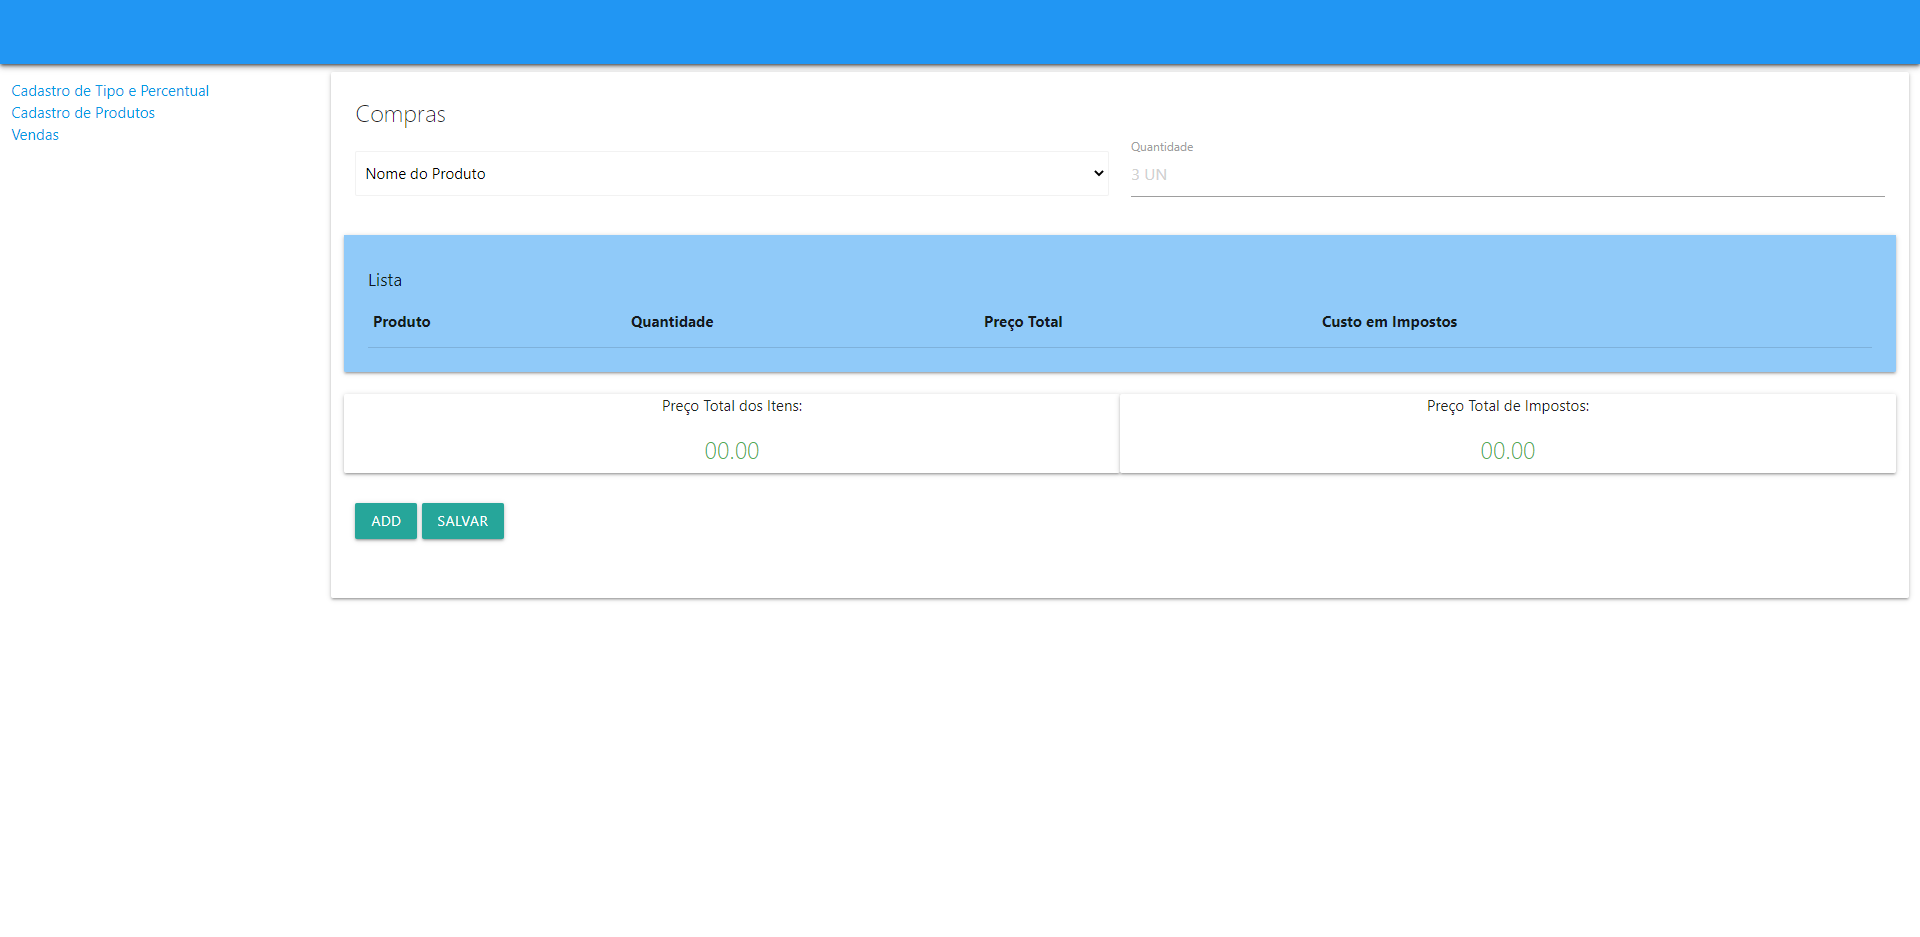 Cadastro de Tipo e Percentual
Cadastro de Produtos
Vendas
Compras
Nome do Produto
Quantidade
3 UN
Lista
Produto Quantidade Preço Total Custo em Impostos
Preço Total dos Itens: Preço Total de Impostos:
00.00 00.00
ADD SALVAR